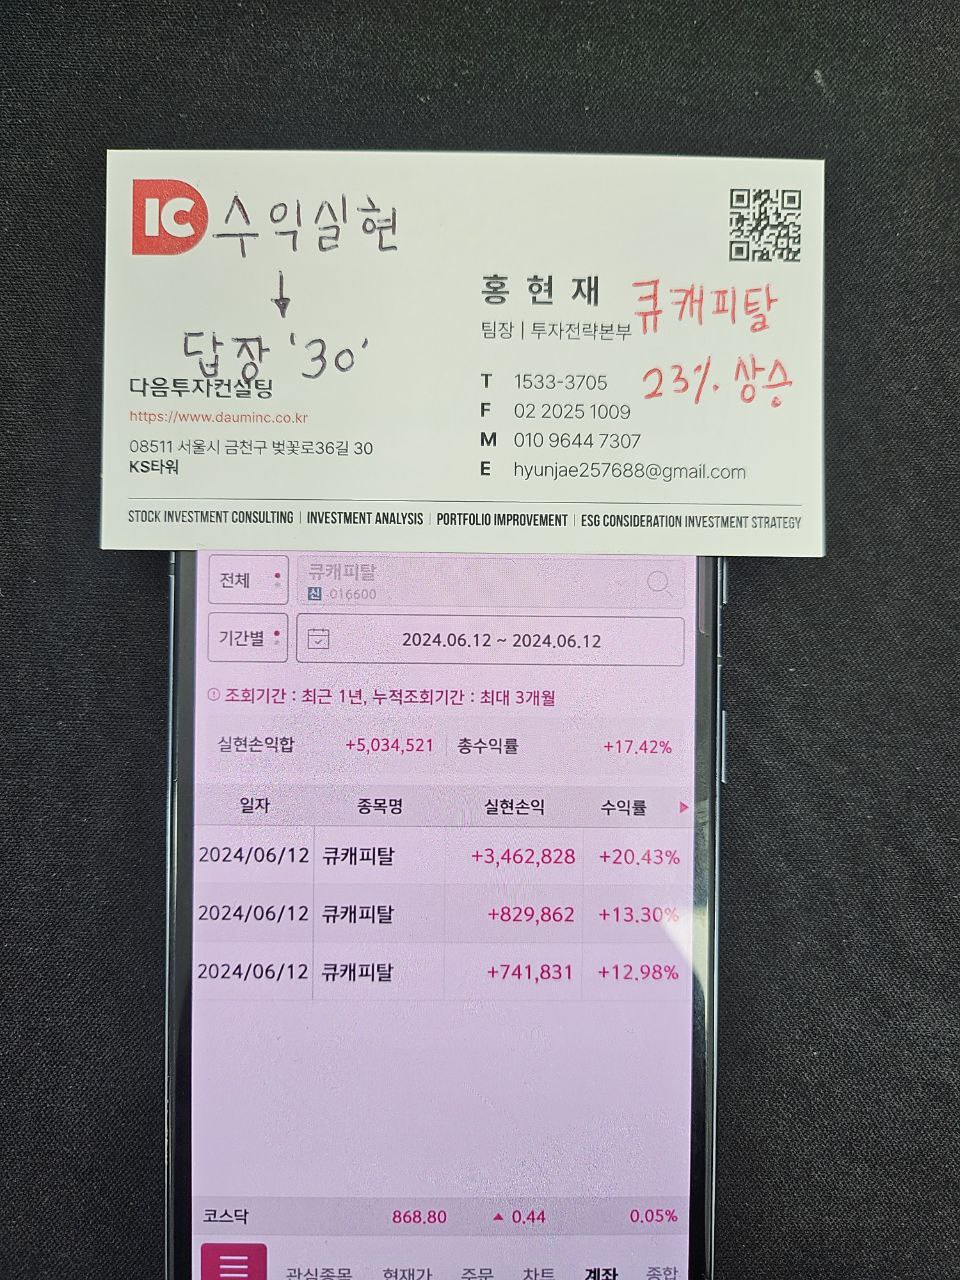 IC 수익실현
↓
답장 '30'
다음투자컨설팅
https://www.dauminc.co.kr
08511 서울시 금천구 벚꽃로36길 30
KS타워
홍 현 재
팀장 | 투자전략본부
큐캐피탈
23% 상승
T 1533-3705
F 02 2025 1009
M 010 9644 7307
E hyunjae257688@gmail.com
STOCK INVESTMENT CONSULTING | INVESTMENT ANALYSIS | PORTFOLIO IMPROVEMENT | ESG CONSIDERATION INVESTMENT STRATEGY
전체 큐캐피탈
신 016600
기간별 2024.06.12 ~ 2024.06.12
조회기간 : 최근 1년, 누적조회기간 : 최대 3개월
실현손익합 +5,034,521 총수익률 +17.42%
일자 종목명 실현손익 수익률
2024/06/12 큐캐피탈 +3,462,828 +20.43%
2024/06/12 큐캐피탈 +829,862 +13.30%
2024/06/12 큐캐피탈 +741,831 +12.98%
코스닥 868.80 ▲ 0.44 0.05%
관심종목 현재가 주문 차트 계좌 종합